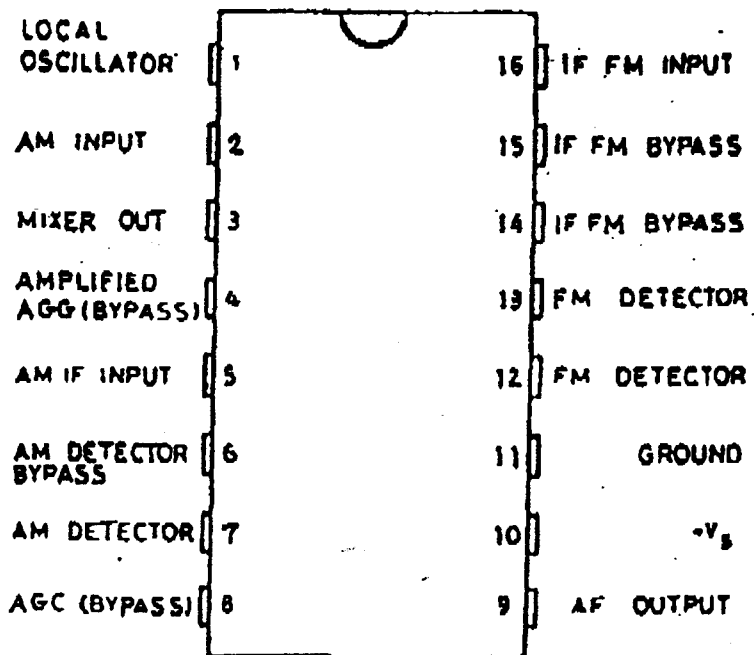 LOCAL
OSCILLATOR 1
AM INPUT 2
MIXER OUT 3
AMPLIFIED
AGG (BYPASS) 4
AM IF INPUT 5
AM DETECTOR
BYPASS 6
AM DETECTOR 7
AGC (BYPASS) 8
16 IF FM INPUT
15 IF FM BYPASS
14 IF FM BYPASS
13 FM DETECTOR
12 FM DETECTOR
11 GROUND
10 +Vs
9 AF OUTPUT